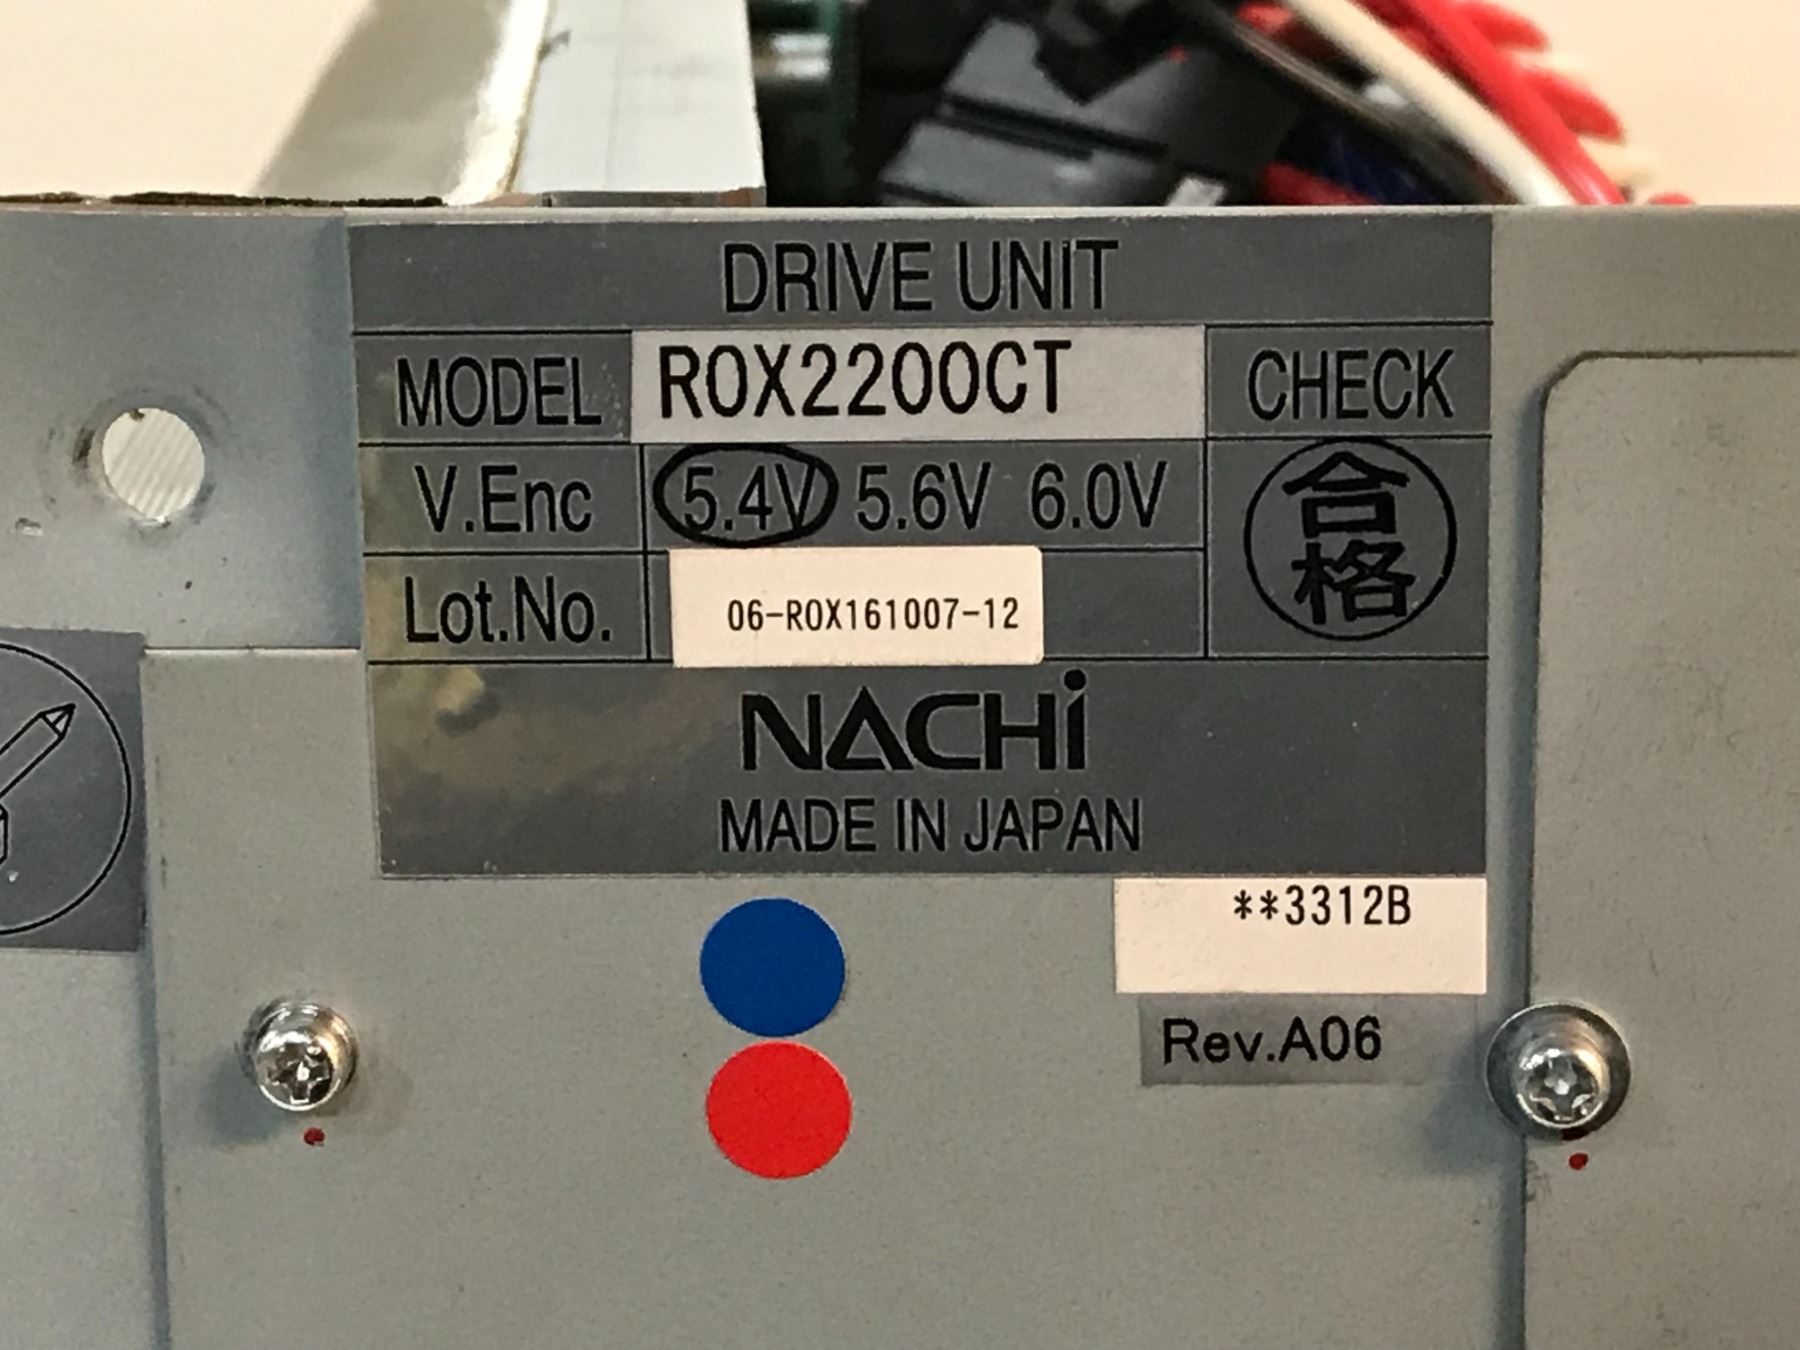 DRIVE UNIT
MODEL ROX2200CT CHECK
V.Enc 5.4V 5.6V 6.0V
合格
Lot.No. 06-ROX161007-12
NACHi
MADE IN JAPAN
**3312B
Rev.A06